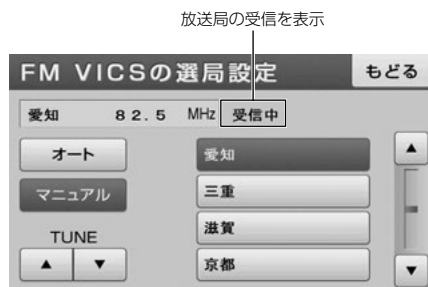 放送局の受信を表示
FM VICSの選局設定
もどる
愛知 82.5 MHz 受信中
オート
マニュアル
TUNE
▲ ▼
愛知
三重
滋賀
京都
▲
▼